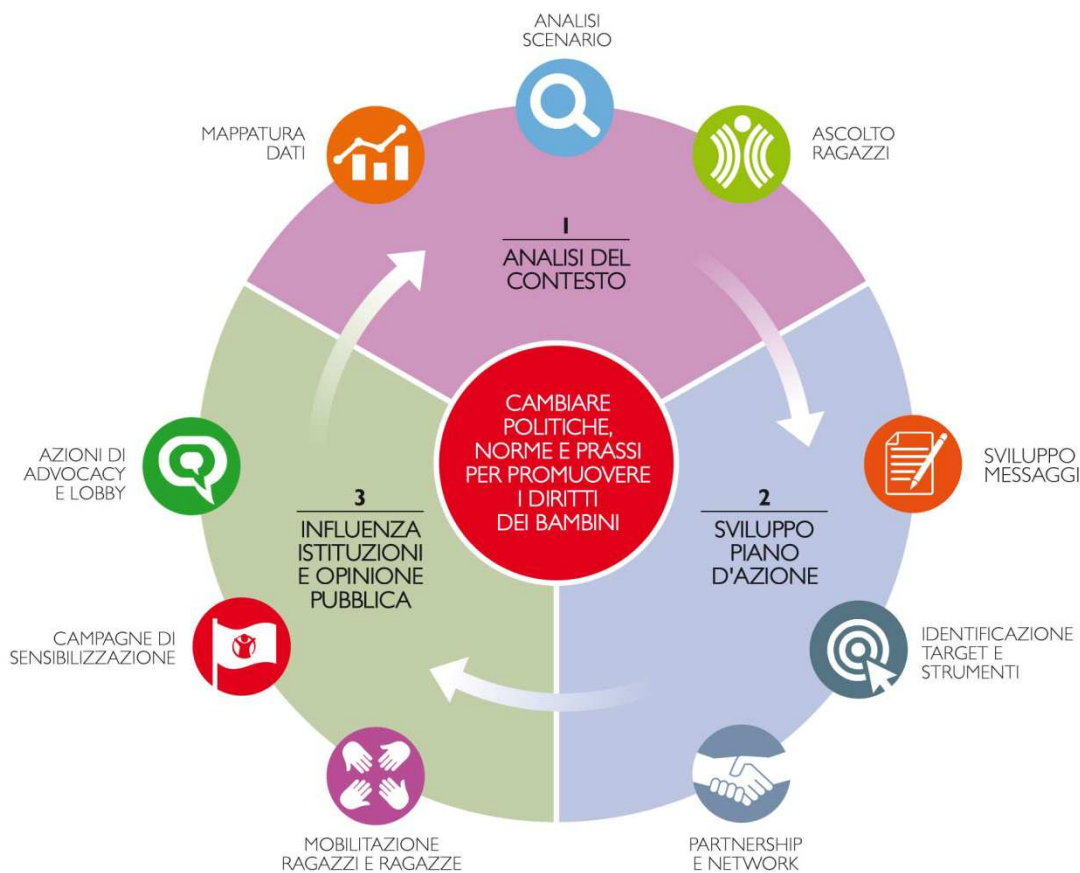 ANALISI
SCENARIO
MAPPATURA
DATI
ASCOLTO
RAGAZZI
1
ANALISI DEL
CONTESTO
CAMBIARE
POLITICHE,
NORME E PRASSI
PER PROMUOVERE
I DIRITTI
DEI BAMBINI
SVILUPPO
MESSAGGI
2
SVILUPPO
PIANO
D'AZIONE
IDENTIFICAZIONE
TARGET E
STRUMENTI
PARTNERSHIP
E NETWORK
3
INFLUENZA
ISTITUZIONI
E OPINIONE
PUBBLICA
MOBILITAZIONE
RAGAZZI E RAGAZZE
CAMPAGNE DI
SENSIBILIZZAZIONE
AZIONI DI
ADVOCACY
E LOBBY